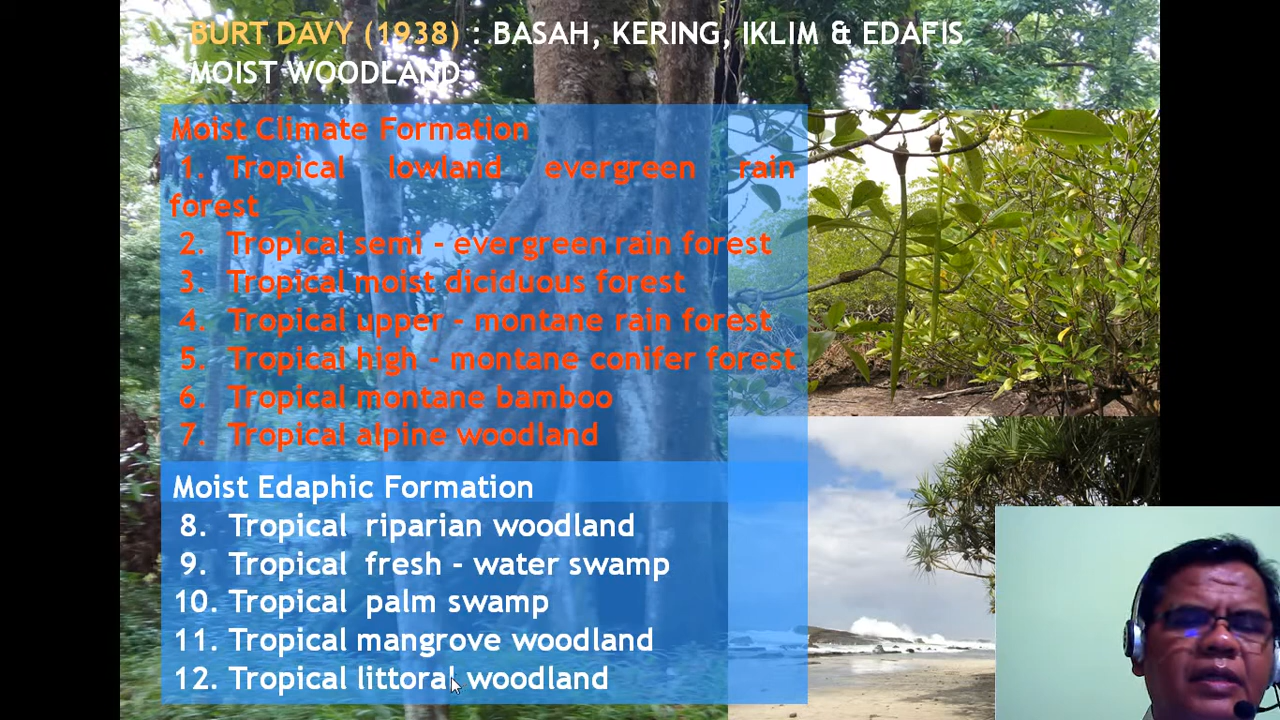 BURT DAVY (1938) : BASAH, KERING, IKLIM & EDAFIS
MOIST WOODLAND
Moist Climate Formation
1. Tropical lowland evergreen rain
forest
2. Tropical semi - evergreen rain forest
3. Tropical moist diciduous forest
4. Tropical upper - montane rain forest
5. Tropical high - montane conifer forest
6. Tropical montane bamboo
7. Tropical alpine woodland
Moist Edaphic Formation
8. Tropical riparian woodland
9. Tropical fresh - water swamp
10. Tropical palm swamp
11. Tropical mangrove woodland
12. Tropical littoral woodland